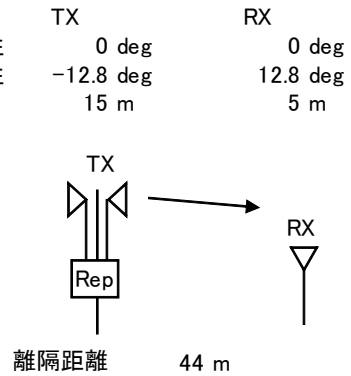 TX RX
0 deg 0 deg
-12.8 deg 12.8 deg
15 m 5 m
TX
RX
Rep
離隔距離 44 m